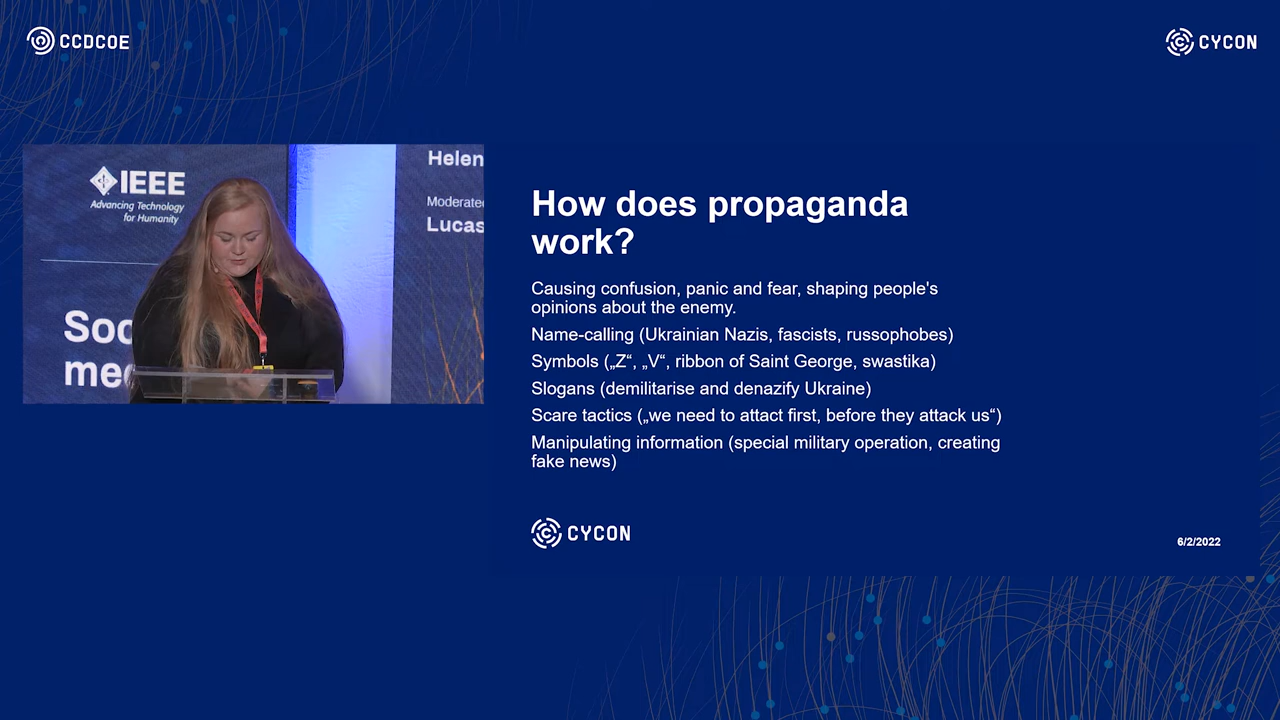 CCDCOE
CYCON
IEEE
Advancing Technology
for Humanity
Helen
Moderated
Lucas
Soc
med
How does propaganda
work?
Causing confusion, panic and fear, shaping people's
opinions about the enemy.
Name-calling (Ukrainian Nazis, fascists, russophobes)
Symbols („Z“, „V“, ribbon of Saint George, swastika)
Slogans (demilitarise and denazify Ukraine)
Scare tactics („we need to attact first, before they attack us“)
Manipulating information (special military operation, creating
fake news)
CYCON
6/2/2022